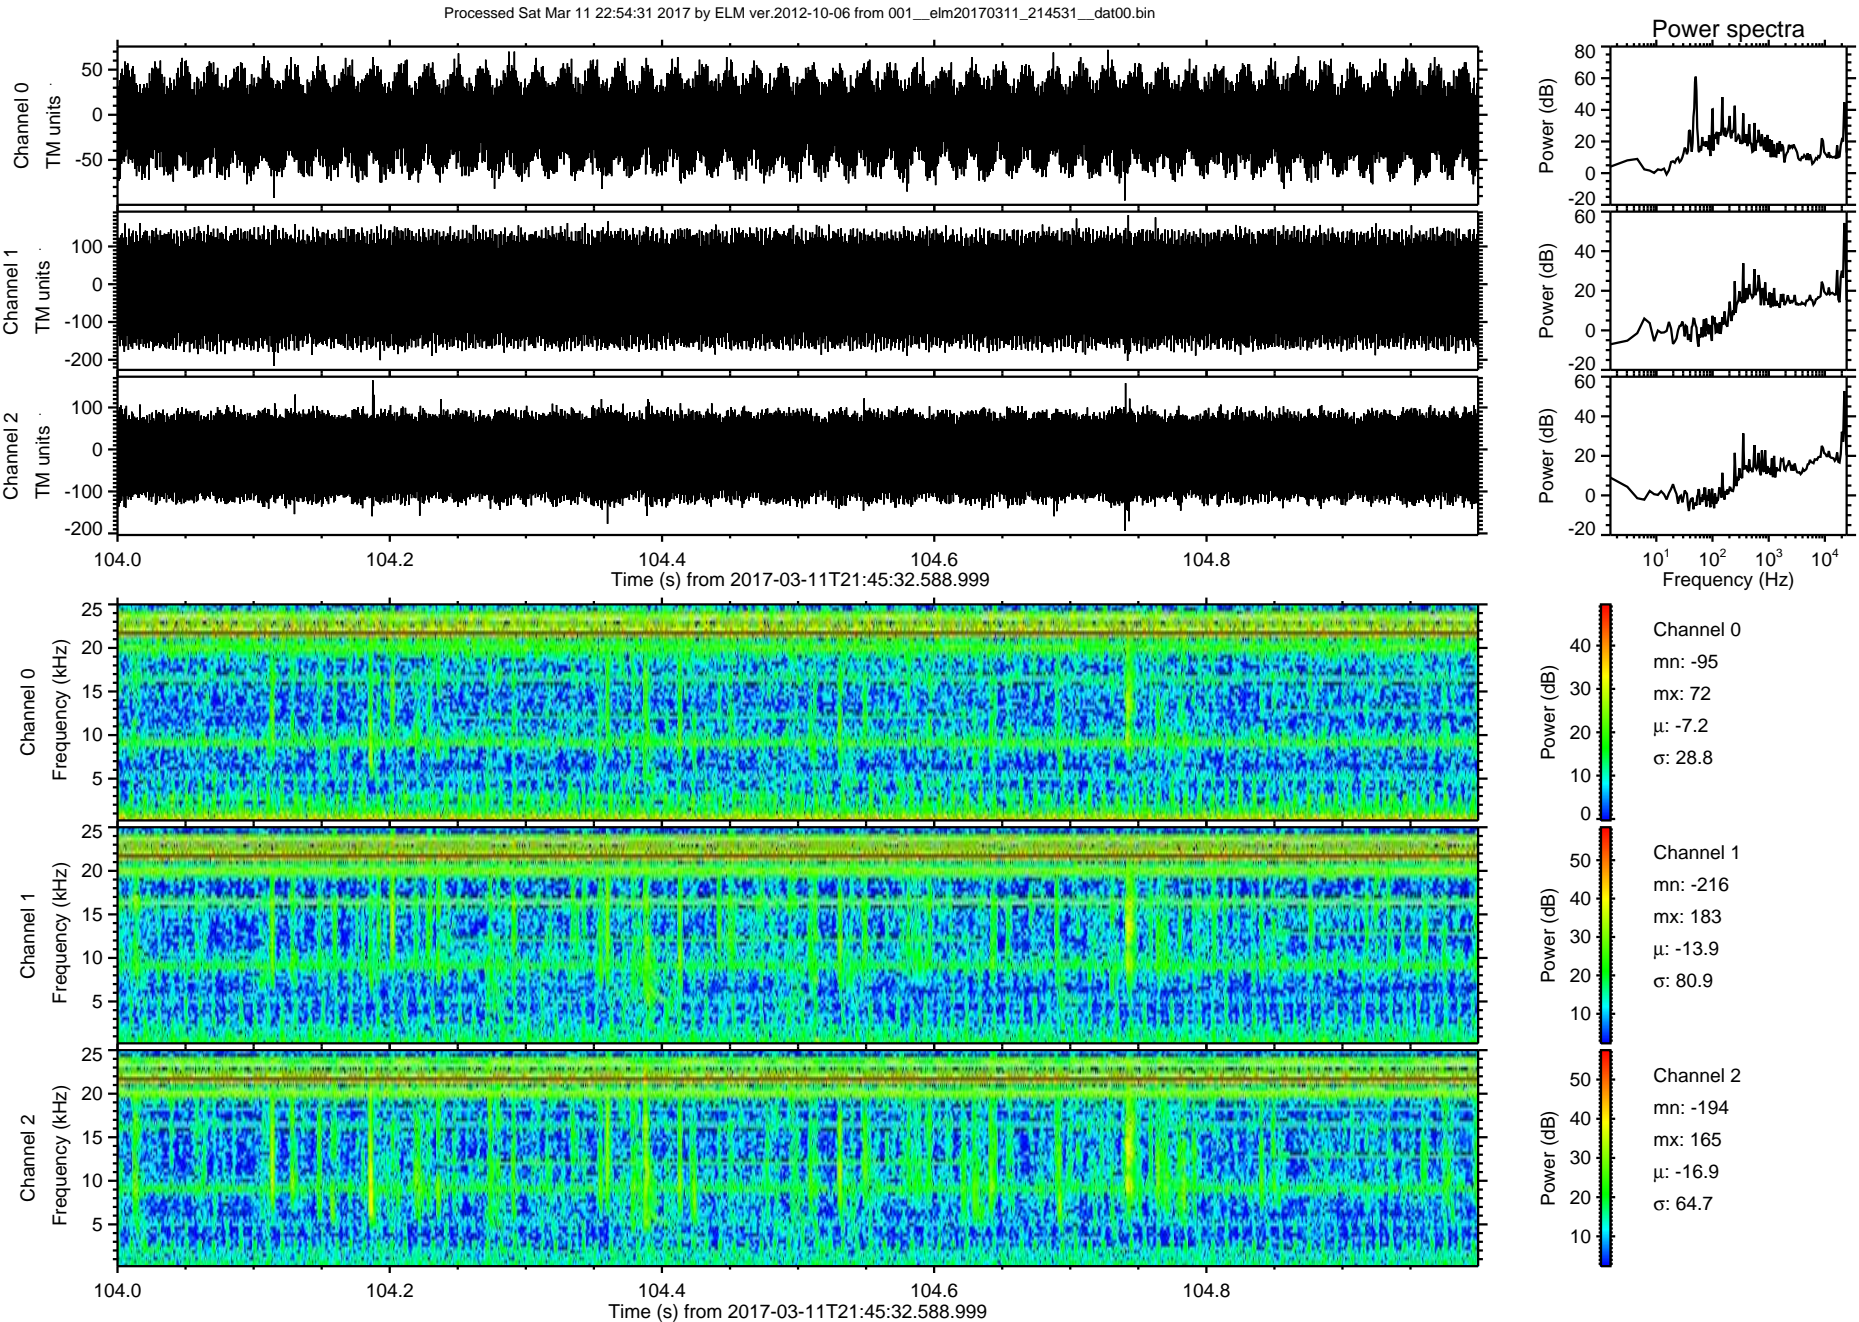 Processed Sat Mar 11 22:54:31 2017 by ELM ver.2012-10-06 from 001__elm20170311_214531__dat00.bin
Power spectra
Channel 0
TM units
50
0
-50
Power (dB)
80
60
40
20
0
-20
Channel 1
TM units
100
0
-100
-200
Power (dB)
60
40
20
0
-20
Channel 2
TM units
100
0
-100
-200
Power (dB)
60
40
20
0
-20
104.0 104.2 104.4 104.6 104.8
Time (s) from 2017-03-11T21:45:32.588.999
10^1 10^2 10^3 10^4
Frequency (Hz)
Channel 0
Frequency (kHz)
25
20
15
10
5
Power (dB)
40
30
20
10
0
Channel 0
mn: -95
mx: 72
μ: -7.2
σ: 28.8
Channel 1
Frequency (kHz)
25
20
15
10
5
Power (dB)
50
40
30
20
10
Channel 1
mn: -216
mx: 183
μ: -13.9
σ: 80.9
Channel 2
Frequency (kHz)
25
20
15
10
5
Power (dB)
50
40
30
20
10
Channel 2
mn: -194
mx: 165
μ: -16.9
σ: 64.7
104.0 104.2 104.4 104.6 104.8
Time (s) from 2017-03-11T21:45:32.588.999